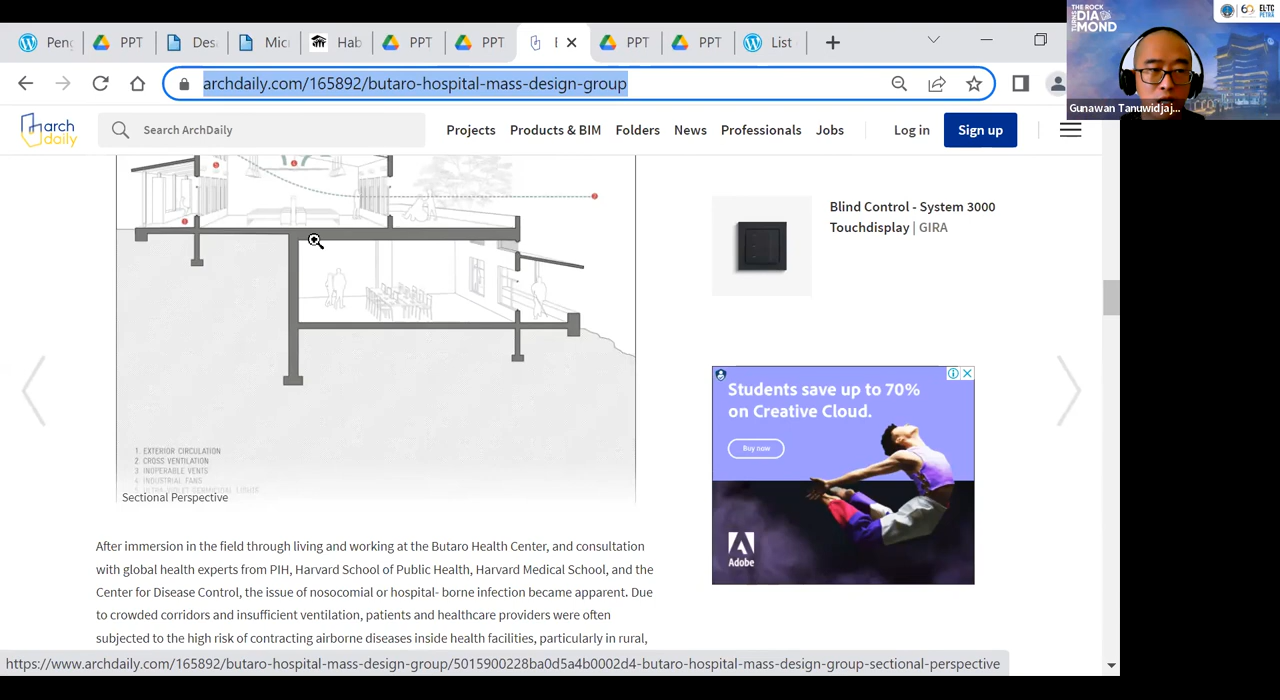 Peng
PPT
Des
Mic
Hab
PPT
PPT
PPT
PPT
List
archdaily.com/165892/butaro-hospital-mass-design-group
THE ROCK
TURNS
DIA
MOND
ELTC
PETRA
Gunawan Tanuwidjaj...
arch
daily
Search ArchDaily
Projects Products & BIM Folders News Professionals Jobs
Log in
Sign up
Blind Control - System 3000
Touchdisplay | GIRA
1 EXTERIOR CIRCULATION
2 CROSS VENTILATION
3 INOPERABLE VENTS
4 INDUSTRIAL FANS
Sectional Perspective
Students save up to 70%
on Creative Cloud.
Buy now
Adobe
After immersion in the field through living and working at the Butaro Health Center, and consultation
with global health experts from PIH, Harvard School of Public Health, Harvard Medical School, and the
Center for Disease Control, the issue of nosocomial or hospital- borne infection became apparent. Due
to crowded corridors and insufficient ventilation, patients and healthcare providers were often
subjected to the high risk of contracting airborne diseases inside health facilities, particularly in rural,
https://www.archdaily.com/165892/butaro-hospital-mass-design-group/5015900228ba0d5a4b0002d4-butaro-hospital-mass-design-group-sectional-perspective